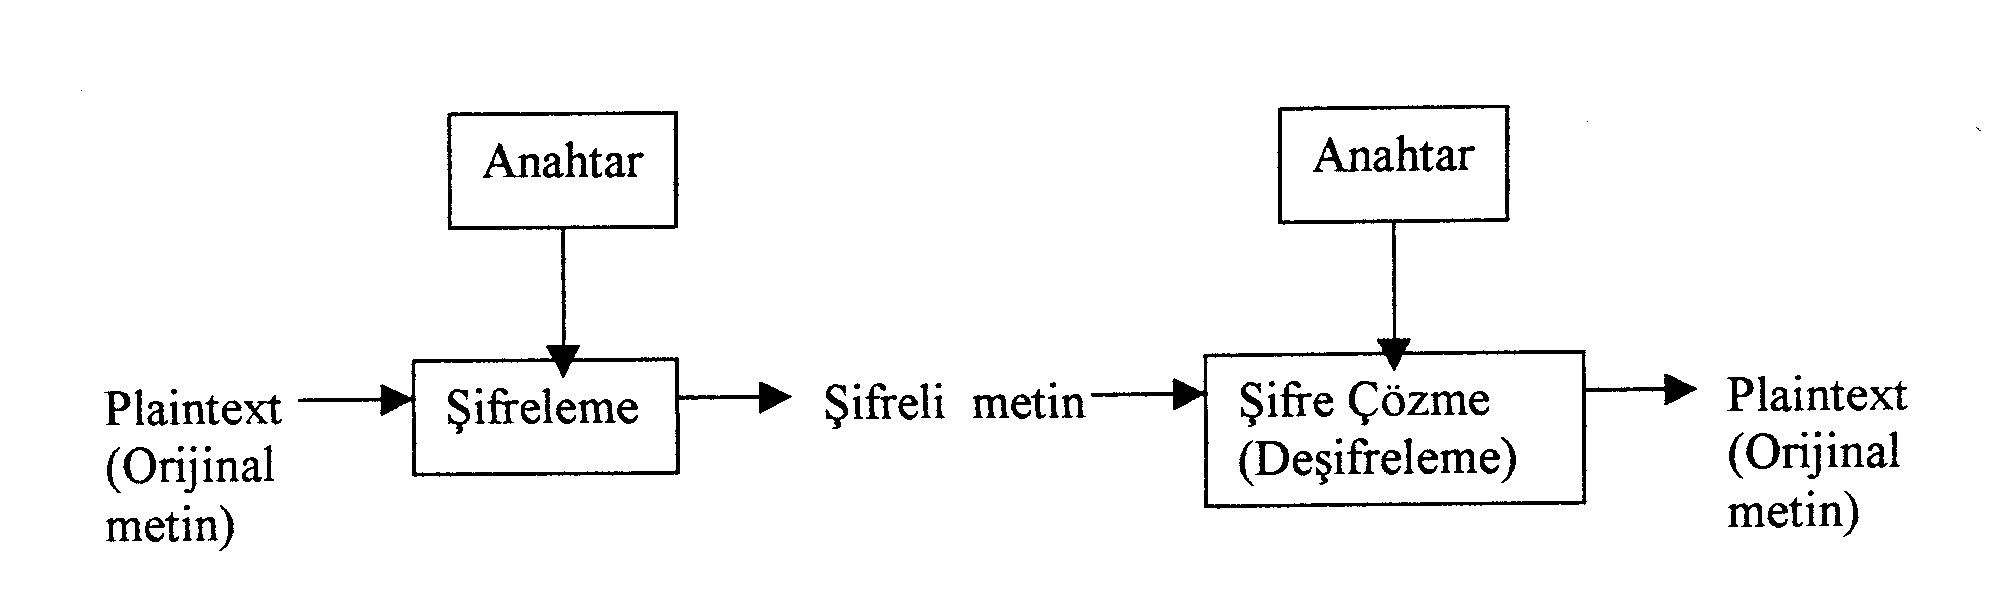 Anahtar
Anahtar
Plaintext
(Orijinal
metin)
Şifreleme
Şifreli metin
Şifre Çözme
(Deşifreleme)
Plaintext
(Orijinal
metin)